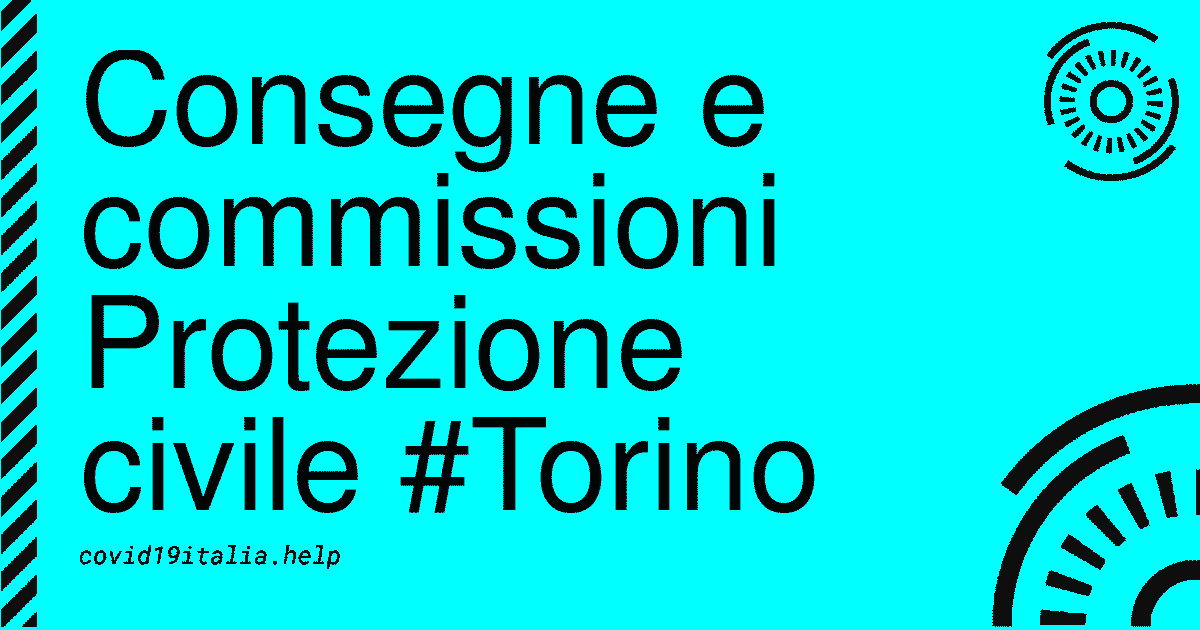 Consegne e
commissioni
Protezione
civile #Torino
covid19italia.help